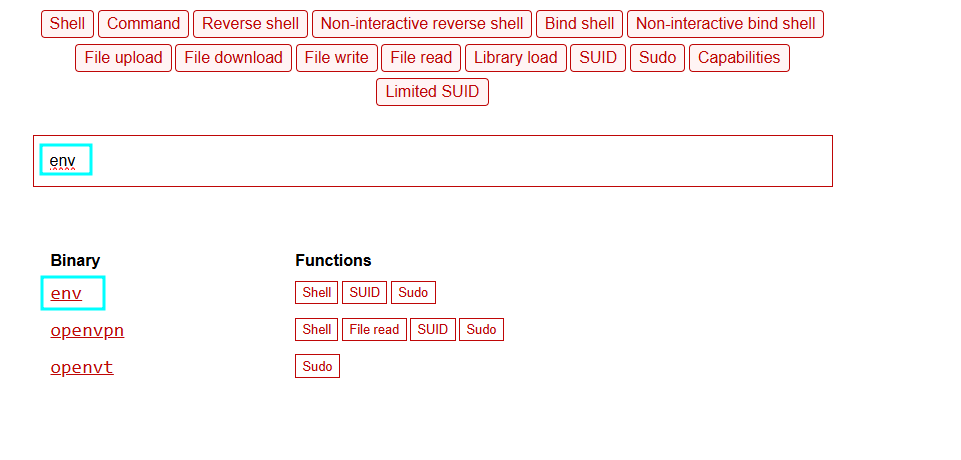 Shell Command Reverse shell Non-interactive reverse shell Bind shell Non-interactive bind shell
File upload File download File write File read Library load SUID Sudo Capabilities
Limited SUID
env
Binary Functions
env Shell SUID Sudo
openvpn Shell File read SUID Sudo
openvt Sudo